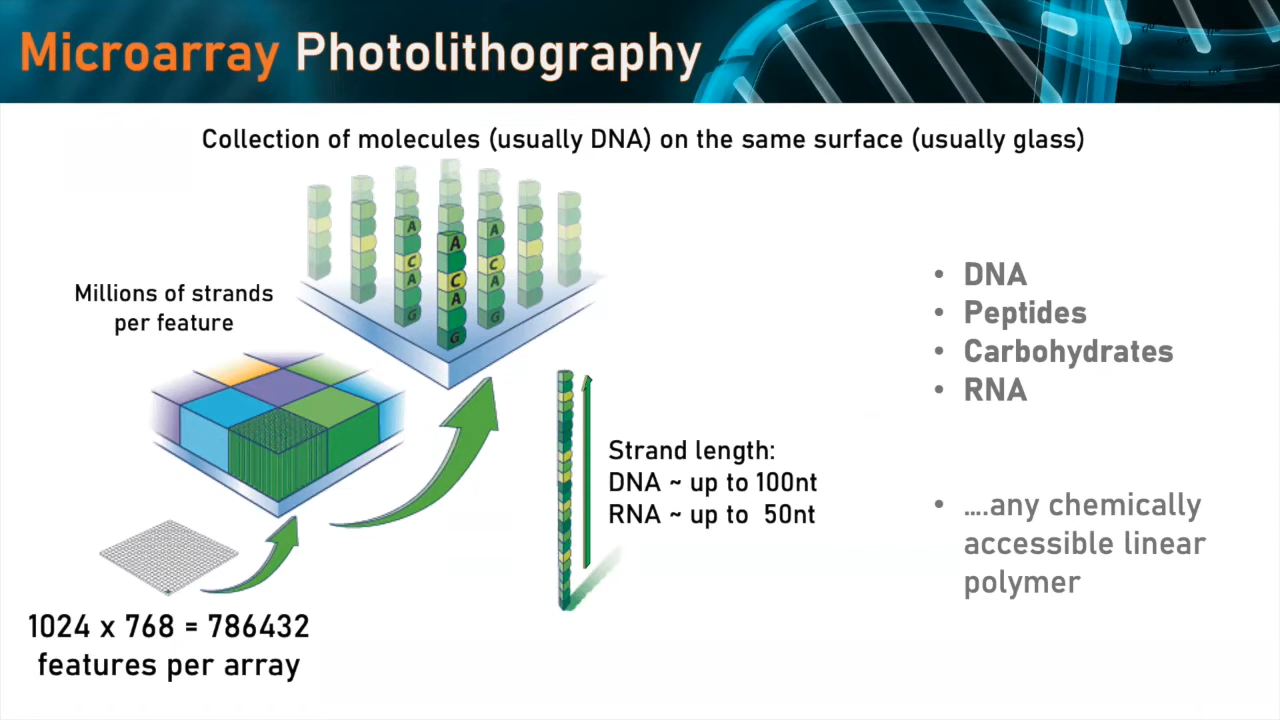 Microarray Photolithography
Collection of molecules (usually DNA) on the same surface (usually glass)
A
C
A
G
A
C
A
G
A
C
A
G
Millions of strands
per feature
Strand length:
DNA ~ up to 100nt
RNA ~ up to 50nt
1024 x 768 = 786432
features per array
• DNA
• Peptides
• Carbohydrates
• RNA
• ....any chemically
accessible linear
polymer